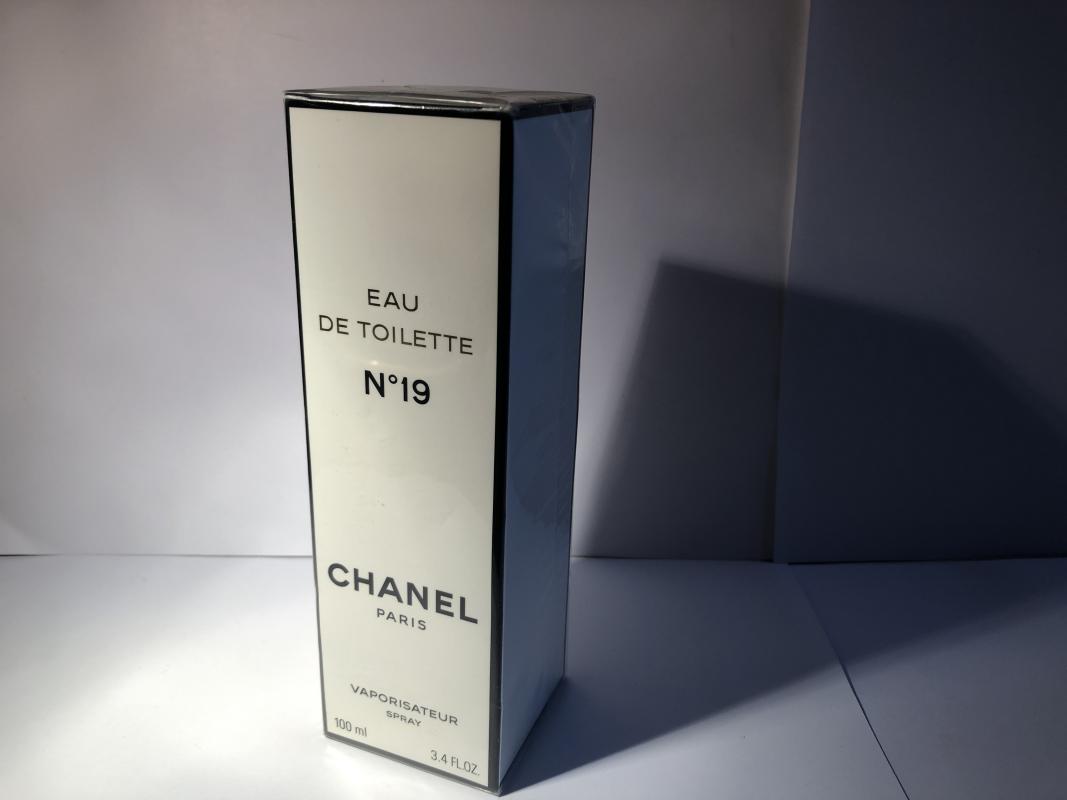 EAU
DE TOILETTE
N°19
CHANEL
PARIS
VAPORISATEUR
SPRAY
100 ml
3.4 FL.OZ.